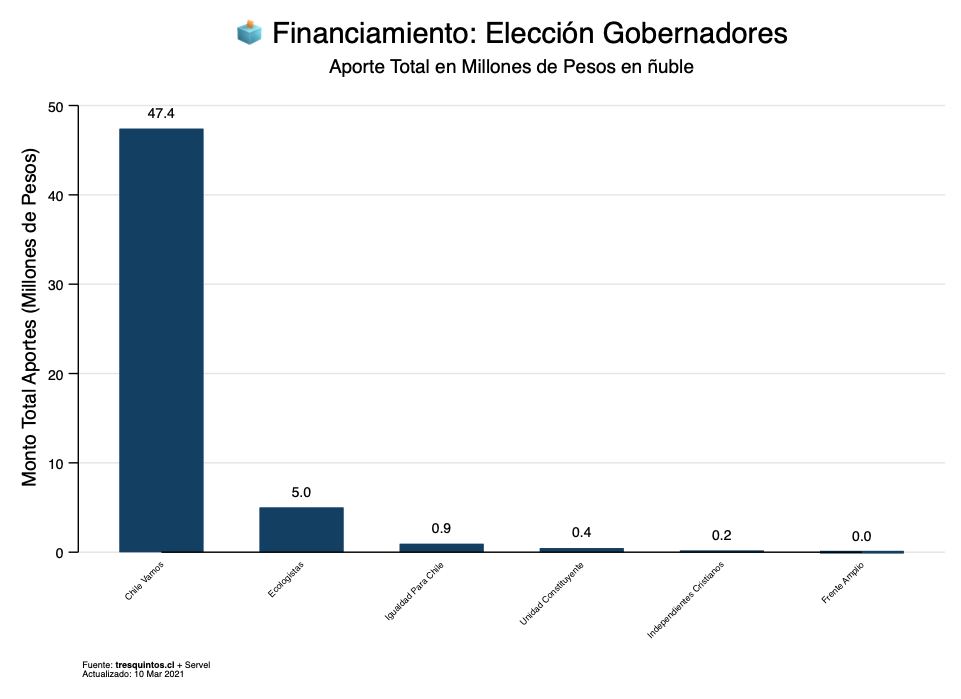 Financiamiento: Elección Gobernadores
Aporte Total en Millones de Pesos en ñuble
Monto Total Aportes (Millones de Pesos)
50
40
30
20
10
0
47.4
5.0
0.9
0.4
0.2
0.0
Chile Vamos
Ecologistas
Igualdad Para Chile
Unidad Constituyente
Independientes Cristianos
Frente Amplio
Fuente: tresquintos.cl + Servel
Actualizado: 10 Mar 2021